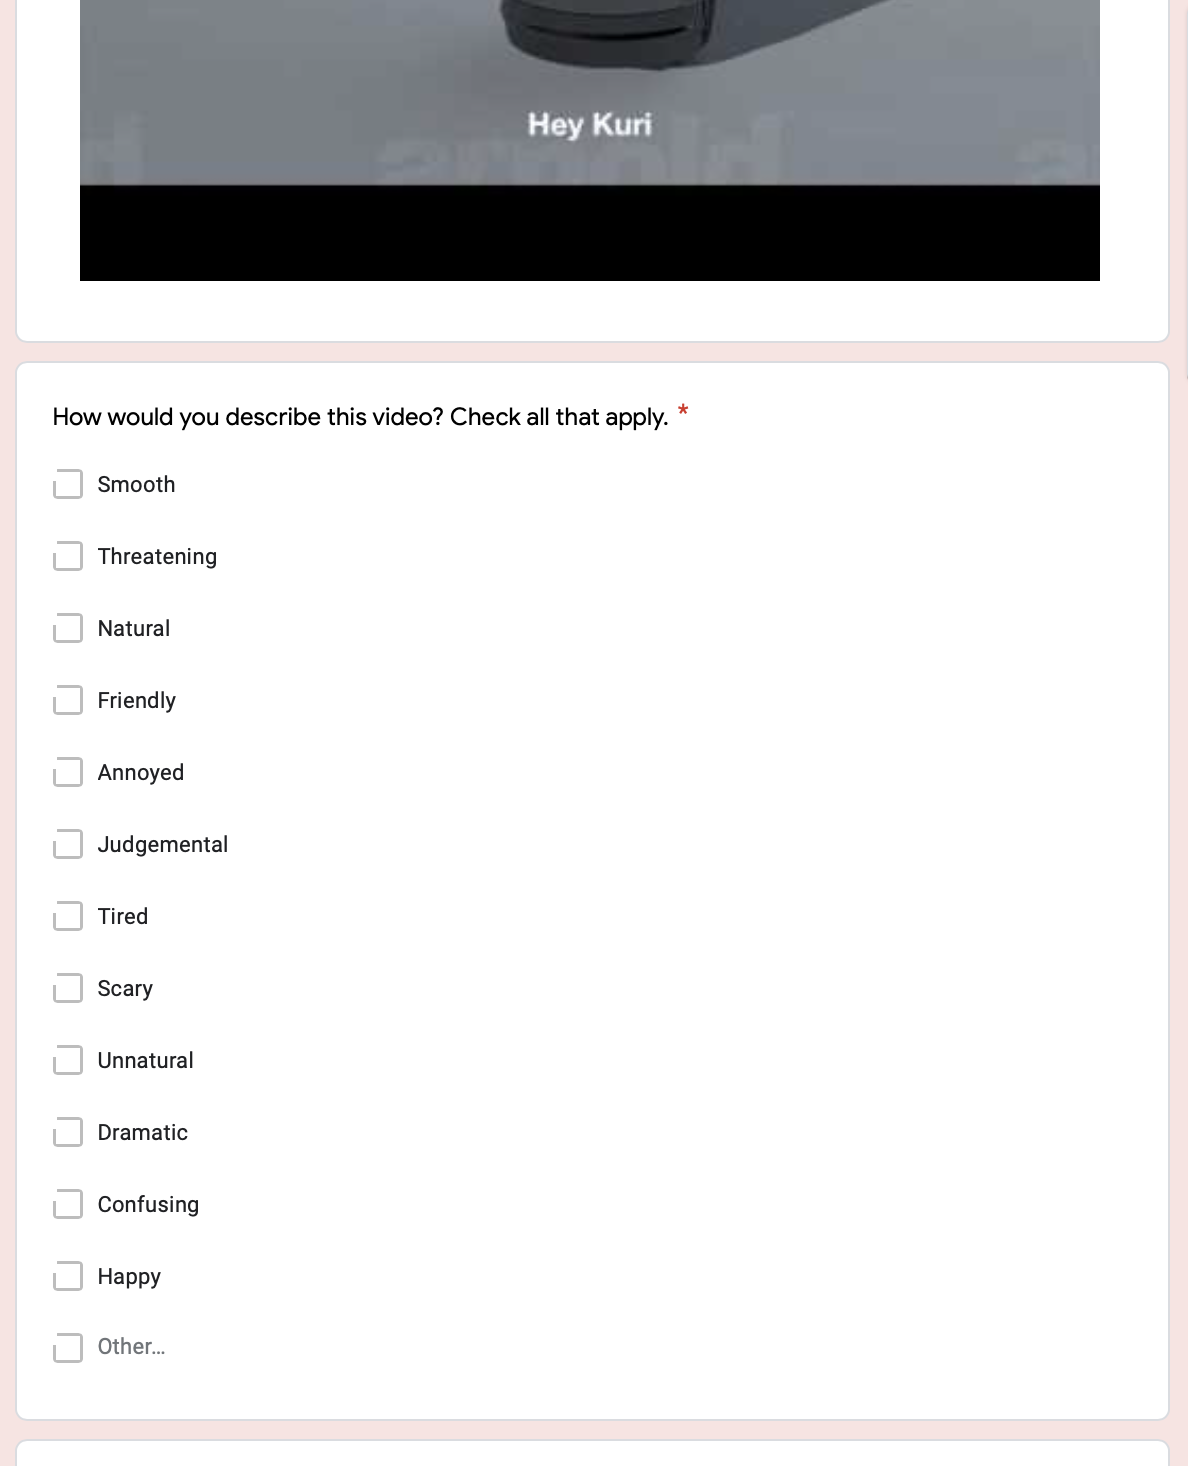 Hey Kuri
arnold
How would you describe this video? Check all that apply. *
Smooth
Threatening
Natural
Friendly
Annoyed
Judgemental
Tired
Scary
Unnatural
Dramatic
Confusing
Happy
Other...